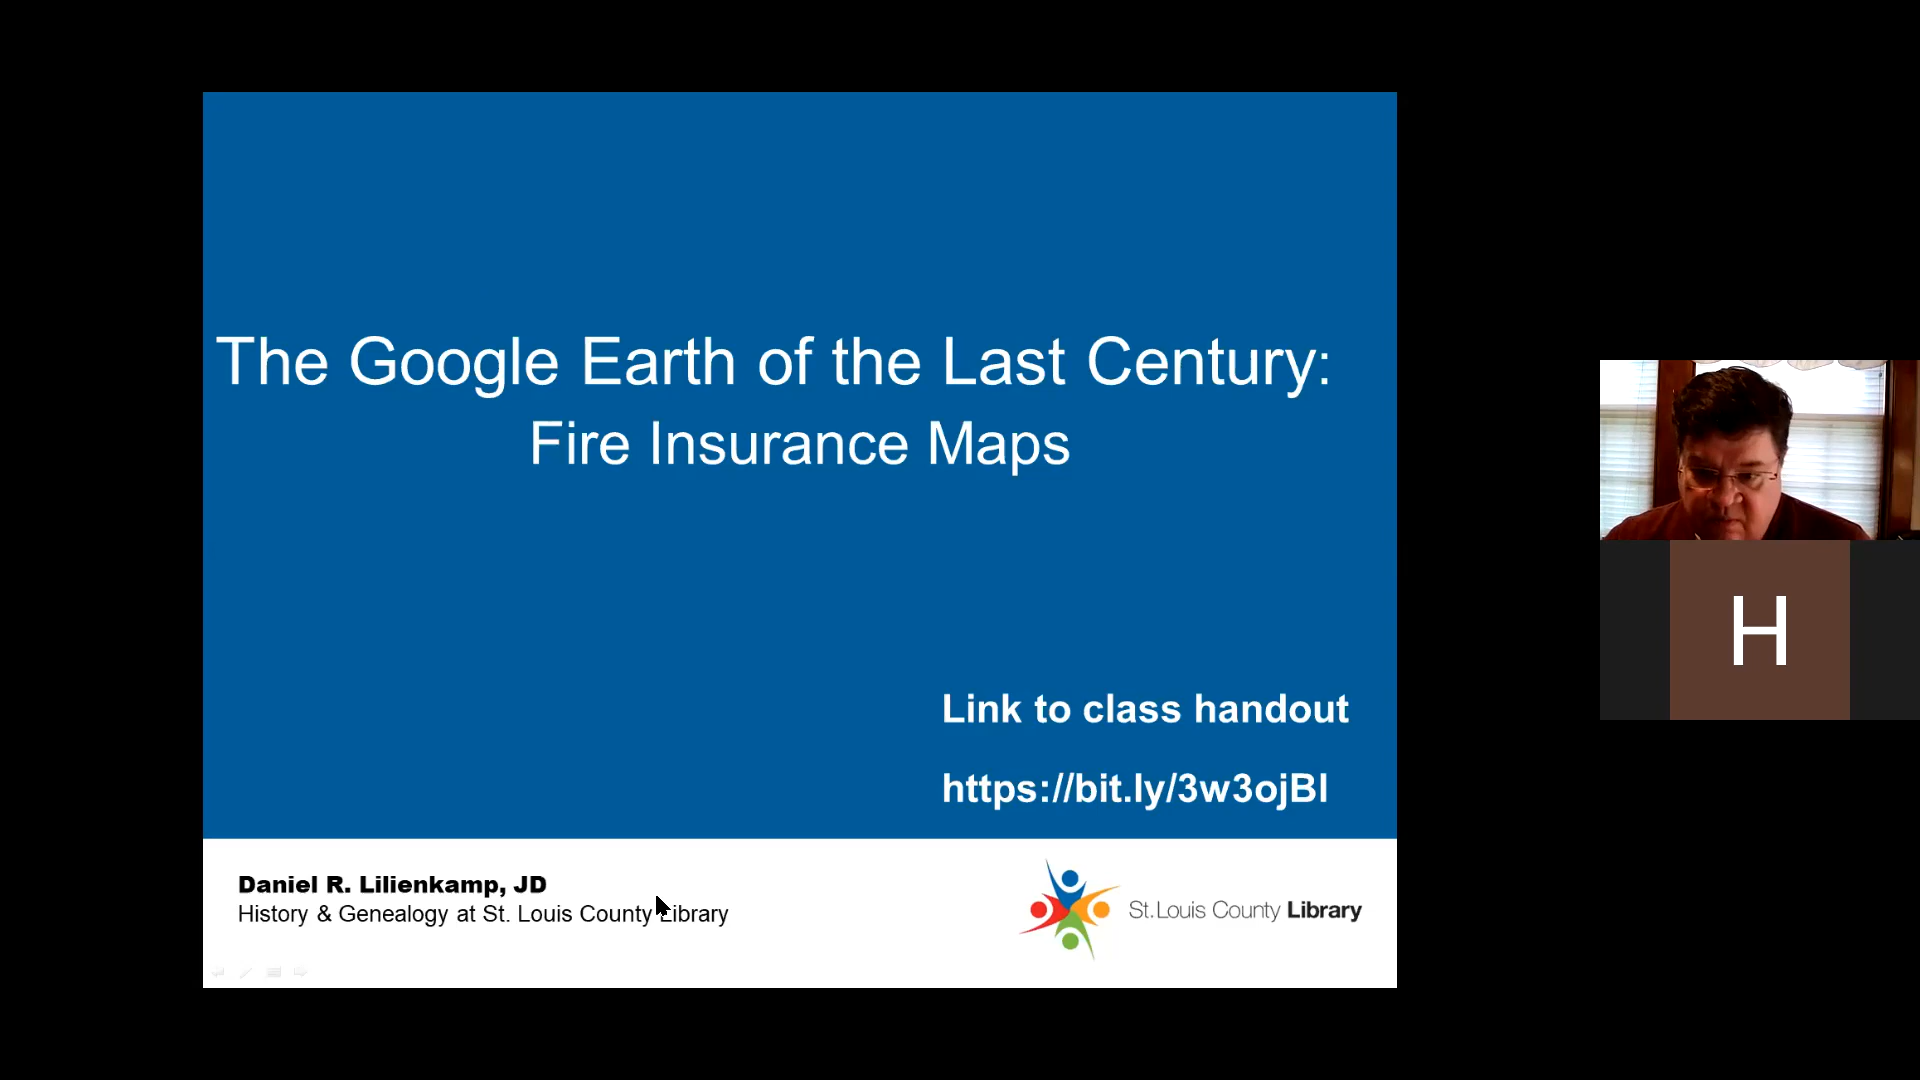 The Google Earth of the Last Century:
Fire Insurance Maps
Link to class handout
https://bit.ly/3w3ojBl
Daniel R. Lilienkamp, JD
History & Genealogy at St. Louis County Library
St. Louis County Library
H